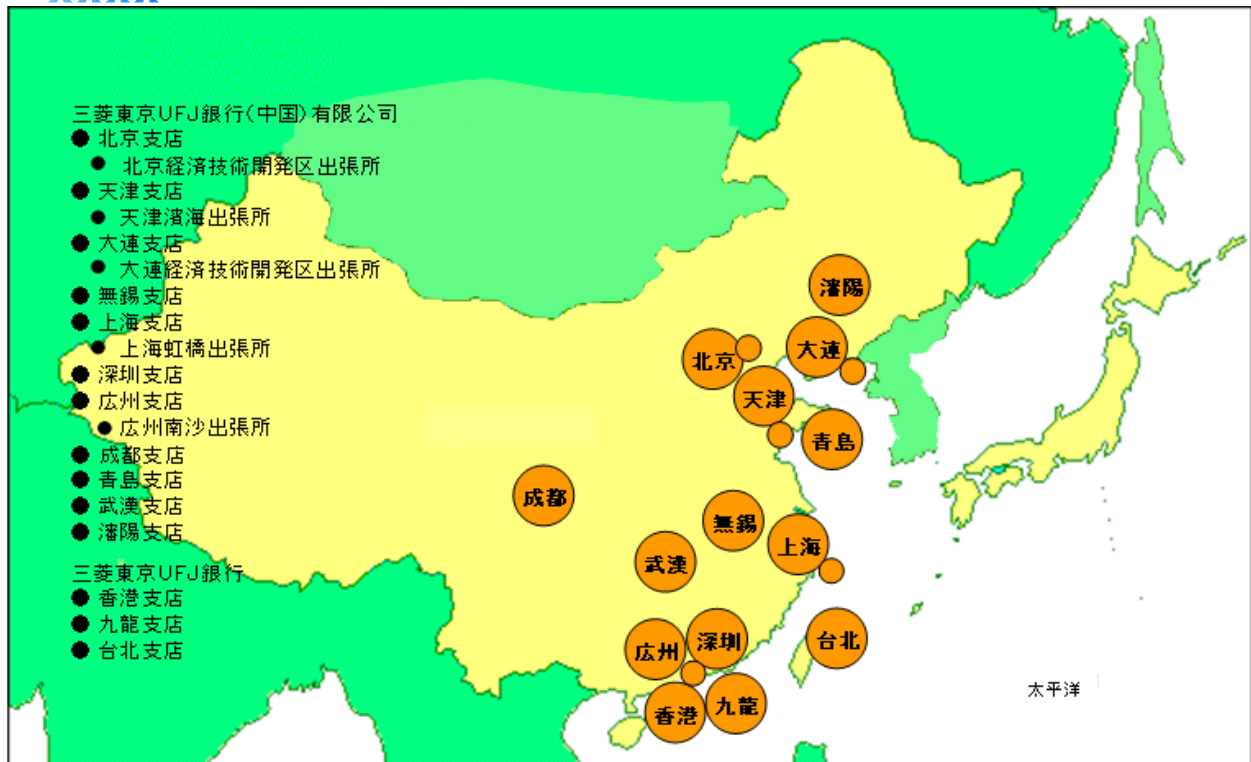 三菱東京UFJ銀行(中国)有限公司
● 北京支店
● 北京経済技術開発区出張所
● 天津支店
● 天津濱海出張所
● 大連支店
● 大連経済技術開発区出張所
● 無錫支店
● 上海支店
● 上海虹橋出張所
● 深圳支店
● 広州支店
● 広州南沙出張所
● 成都支店
● 青島支店
● 武漢支店
● 瀋陽支店
三菱東京UFJ銀行
● 香港支店
● 九龍支店
● 台北支店
瀋陽
北京
大連
天津
青島
成都
無錫
上海
武漢
広州
深圳
台北
香港
九龍
太平洋